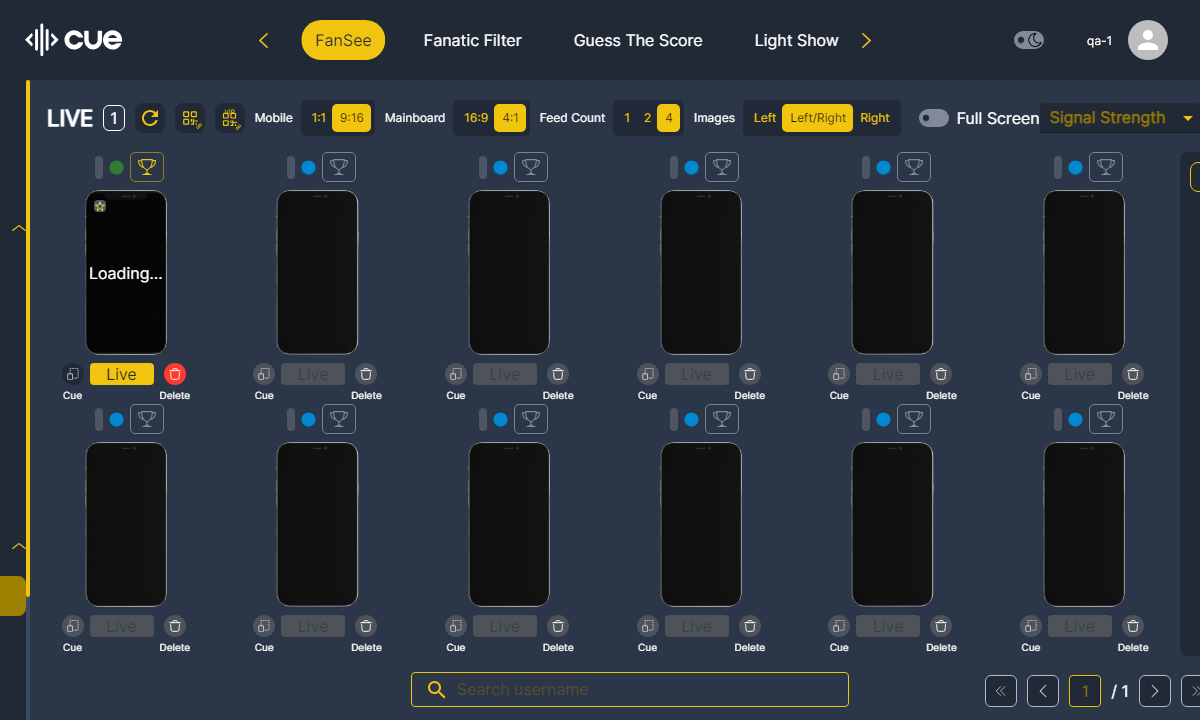 cue
FanSee
Fanatic Filter
Guess The Score
Light Show
qa-1
LIVE 1
Mobile 1:1 9:16
Mainboard 16:9 4:1
Feed Count 1 2 4
Images Left Left/Right Right
Full Screen
Signal Strength
Loading...
Live Live Live Live Live Live
Cue Delete Cue Delete Cue Delete Cue Delete Cue Delete Cue Delete
Live Live Live Live Live Live
Cue Delete Cue Delete Cue Delete Cue Delete Cue Delete Cue Delete
Search username
1 / 1